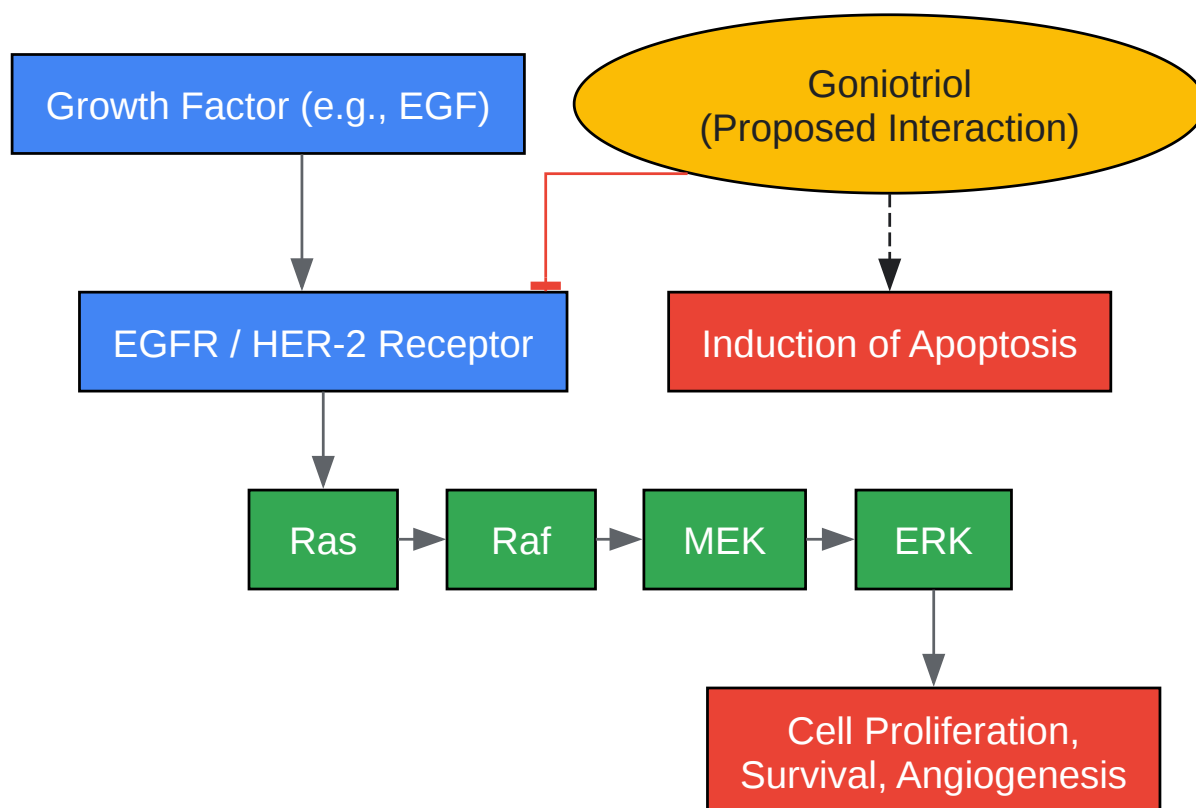 Growth Factor (e.g., EGF)
Goniotriol
(Proposed Interaction)
EGFR / HER-2 Receptor
Induction of Apoptosis
Ras
Raf
MEK
ERK
Cell Proliferation,
Survival, Angiogenesis